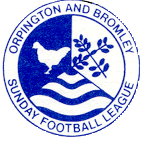 ORPINGTON AND BROMLEY
SUNDAY FOOTBALL LEAGUE